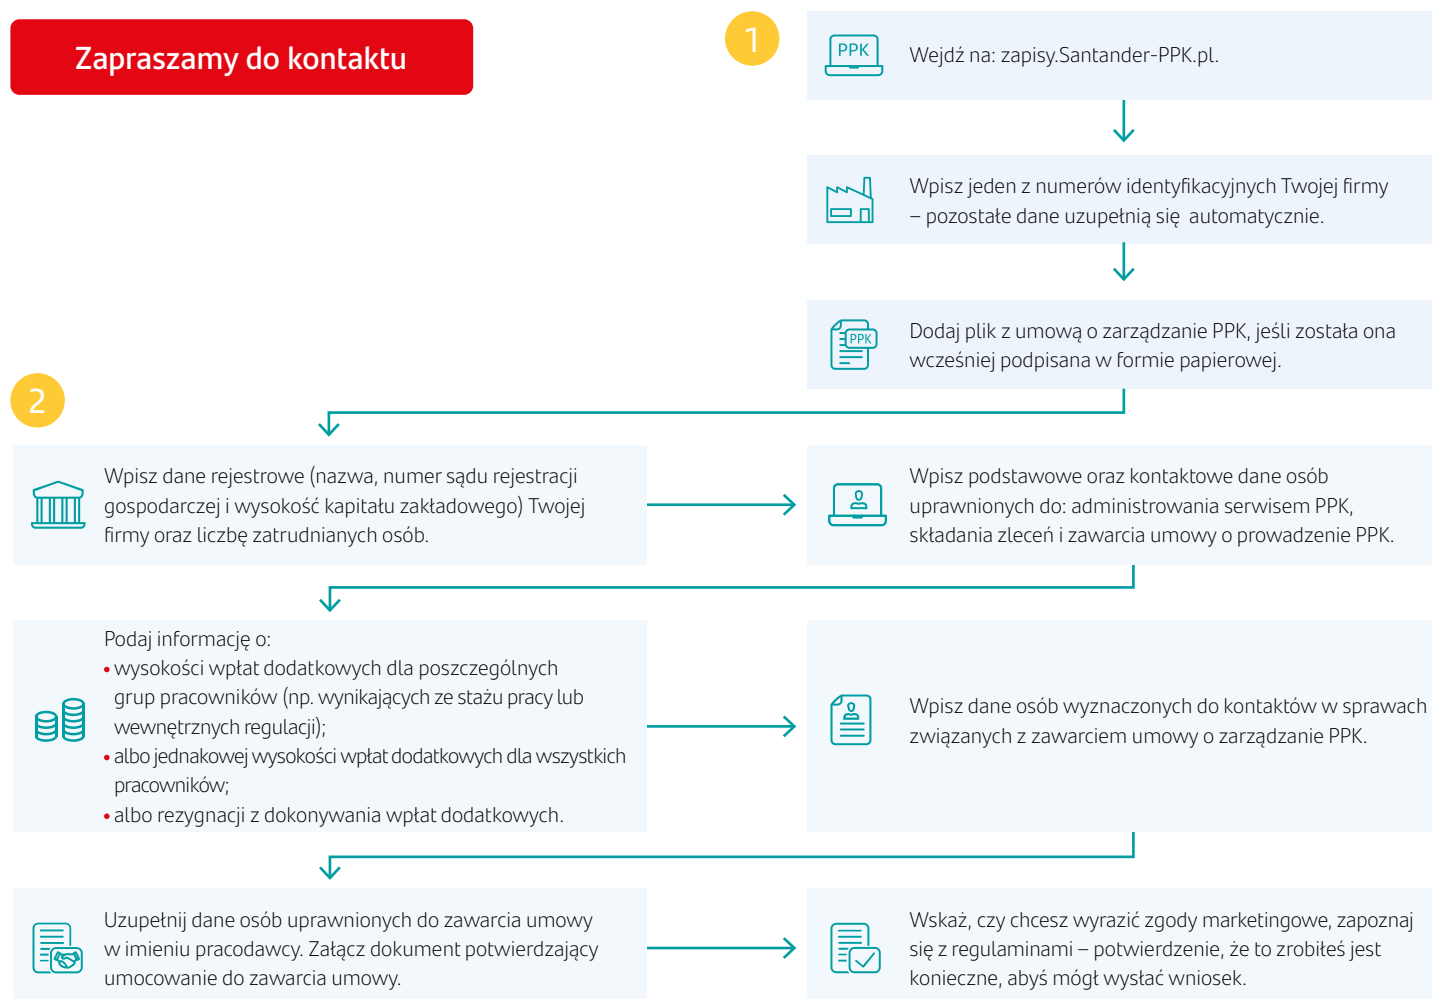 Zapraszamy do kontaktu
1
PPK
Wejdź na: zapisy.Santander-PPK.pl.
Wpisz jeden z numerów identyfikacyjnych Twojej firmy
– pozostałe dane uzupełnią się automatycznie.
PPK
Dodaj plik z umową o zarządzanie PPK, jeśli została ona
wcześniej podpisana w formie papierowej.
2
Wpisz dane rejestrowe (nazwa, numer sądu rejestracji
gospodarczej i wysokość kapitału zakładowego) Twojej
firmy oraz liczbę zatrudnianych osób.
Wpisz podstawowe oraz kontaktowe dane osób
uprawnionych do: administrowania serwisem PPK,
składania zleceń i zawarcia umowy o prowadzenie PPK.
Podaj informację o:
• wysokości wpłat dodatkowych dla poszczególnych
grup pracowników (np. wynikających ze stażu pracy lub
wewnętrznych regulacji);
• albo jednakowej wysokości wpłat dodatkowych dla wszystkich
pracowników;
• albo rezygnacji z dokonywania wpłat dodatkowych.
Wpisz dane osób wyznaczonych do kontaktów w sprawach
związanych z zawarciem umowy o zarządzanie PPK.
Uzupełnij dane osób uprawnionych do zawarcia umowy
w imieniu pracodawcy. Załącz dokument potwierdzający
umocowanie do zawarcia umowy.
Wskaż, czy chcesz wyrazić zgody marketingowe, zapoznaj
się z regulaminami – potwierdzenie, że to zrobiłeś jest
konieczne, abyś mógł wysłać wniosek.